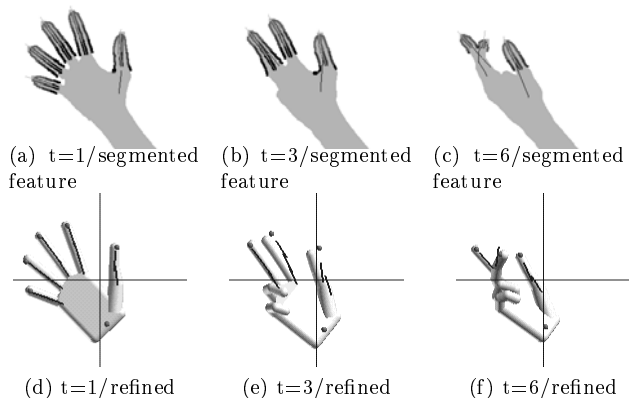 (a) t=1/segmented
feature
(b) t=3/segmented
feature
(c) t=6/segmented
feature
(d) t=1/refined
(e) t=3/refined
(f) t=6/refined